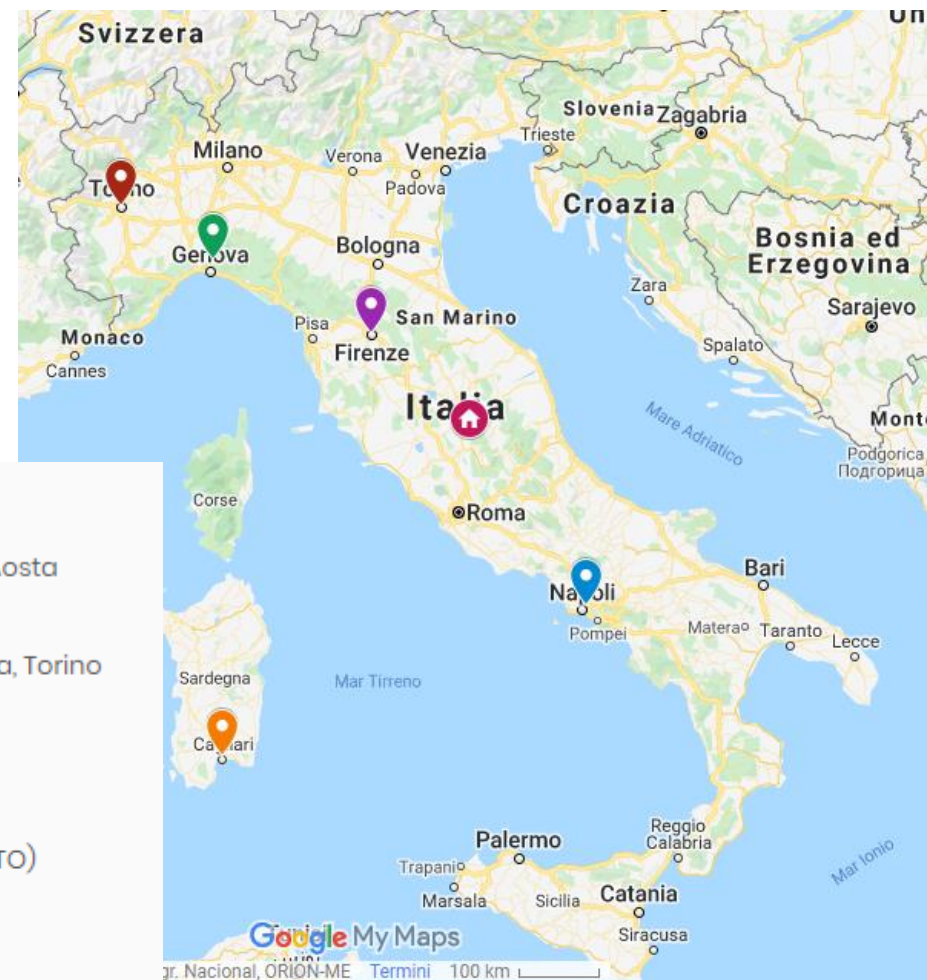 Svizzera
Slovenia
Zagabria
Trieste
Milano
Verona
Venezia
Padova
Croazia
Torino
Genova
Bologna
Bosnia ed
Erzegovina
Zara
Sarajevo
Monaco
Cannes
Pisa
San Marino
Firenze
Spalato
Italia
Mare Adriatico
Podgorica
Подгорица
Corse
Roma
Bari
Napoli
Pompei
Matera
Taranto
Lecce
Sardegna
Mar Tirreno
Cagliari
Torino
Palermo
Reggio
Calabria
Mar Ionio
Trapani
Marsala
Sicilia
Catania
Siracusa
Google My Maps
Nacional, ORION-ME Termini 100 km